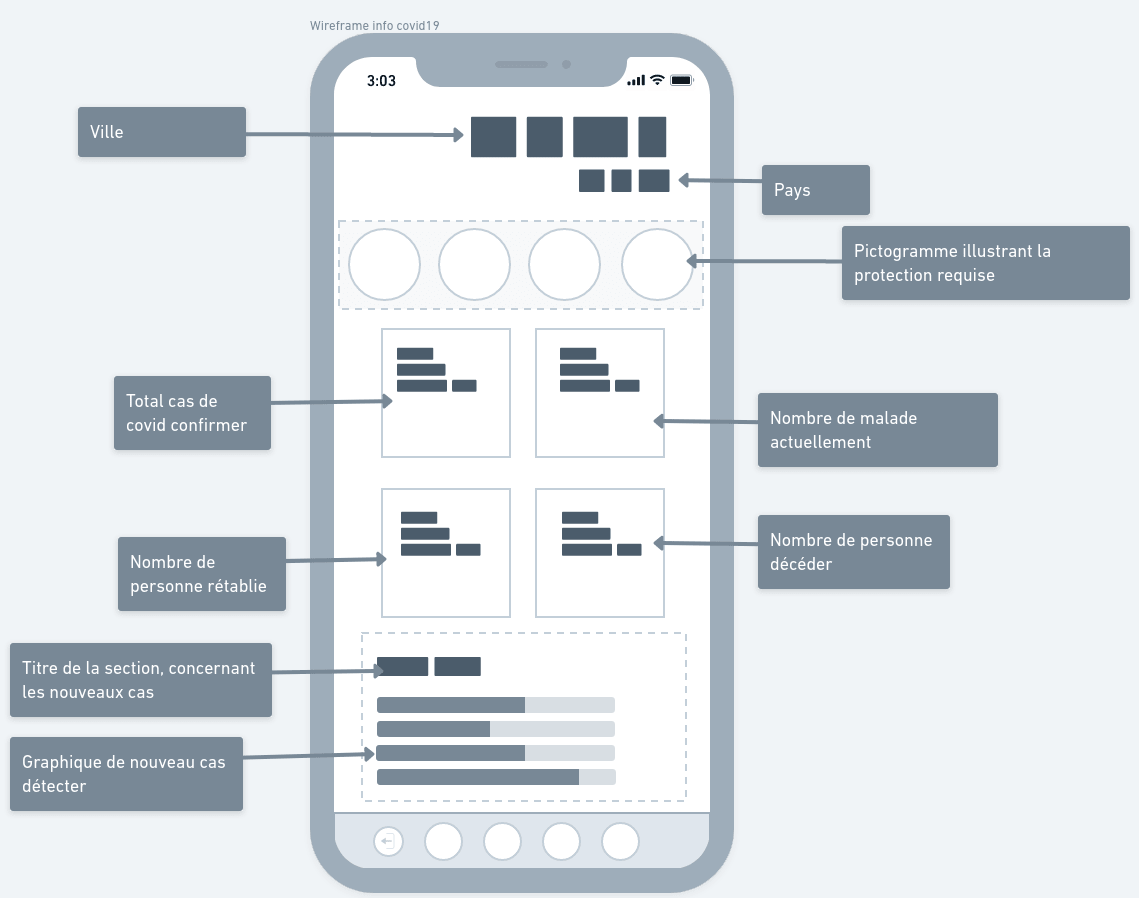 Wireframe info covid19
3:03
Ville
Pays
Pictogramme illustrant la
protection requise
Total cas de
covid confirmer
Nombre de malade
actuellement
Nombre de personne
décéder
Nombre de
personne rétablie
Titre de la section, concernant
les nouveaux cas
Graphique de nouveau cas
détecter